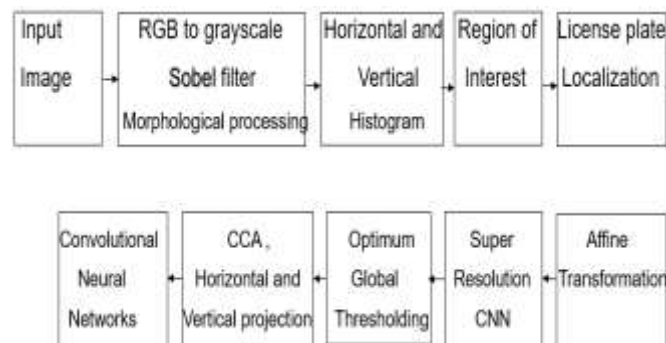 Input
Image
RGB to grayscale
Sobel filter
Morphological processing
Horizontal and
Vertical
Histogram
Region of
Interest
License plate
Localization
Convolutional
Neural
Networks
CCA ,
Horizontal and
Vertical projection
Optimum
Global
Thresholding
Super
Resolution
CNN
Affine
Transformation